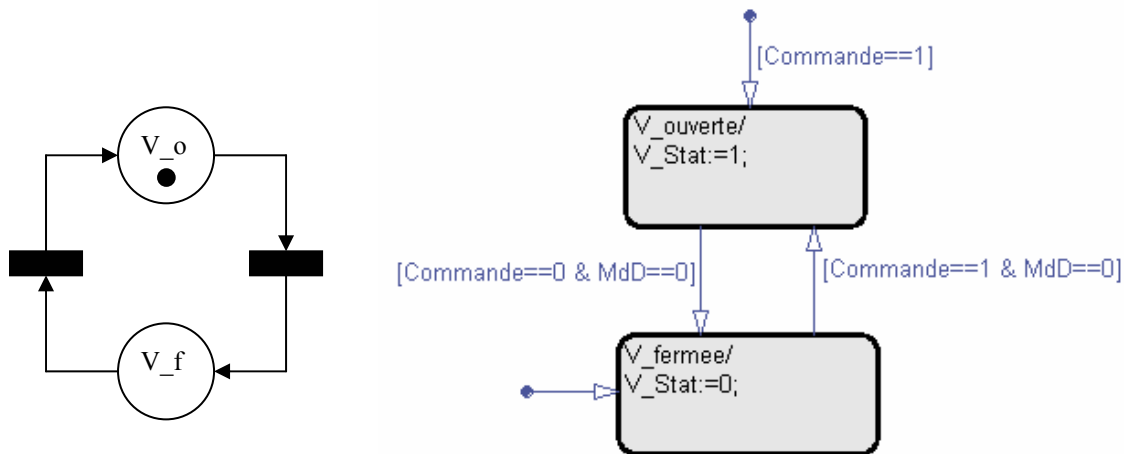 V_o
V_f
[Commande==1]
V_ouverte/
V_Stat:=1;
[Commande==0 & MdD==0]
[Commande==1 & MdD==0]
V_fermee/
V_Stat:=0;